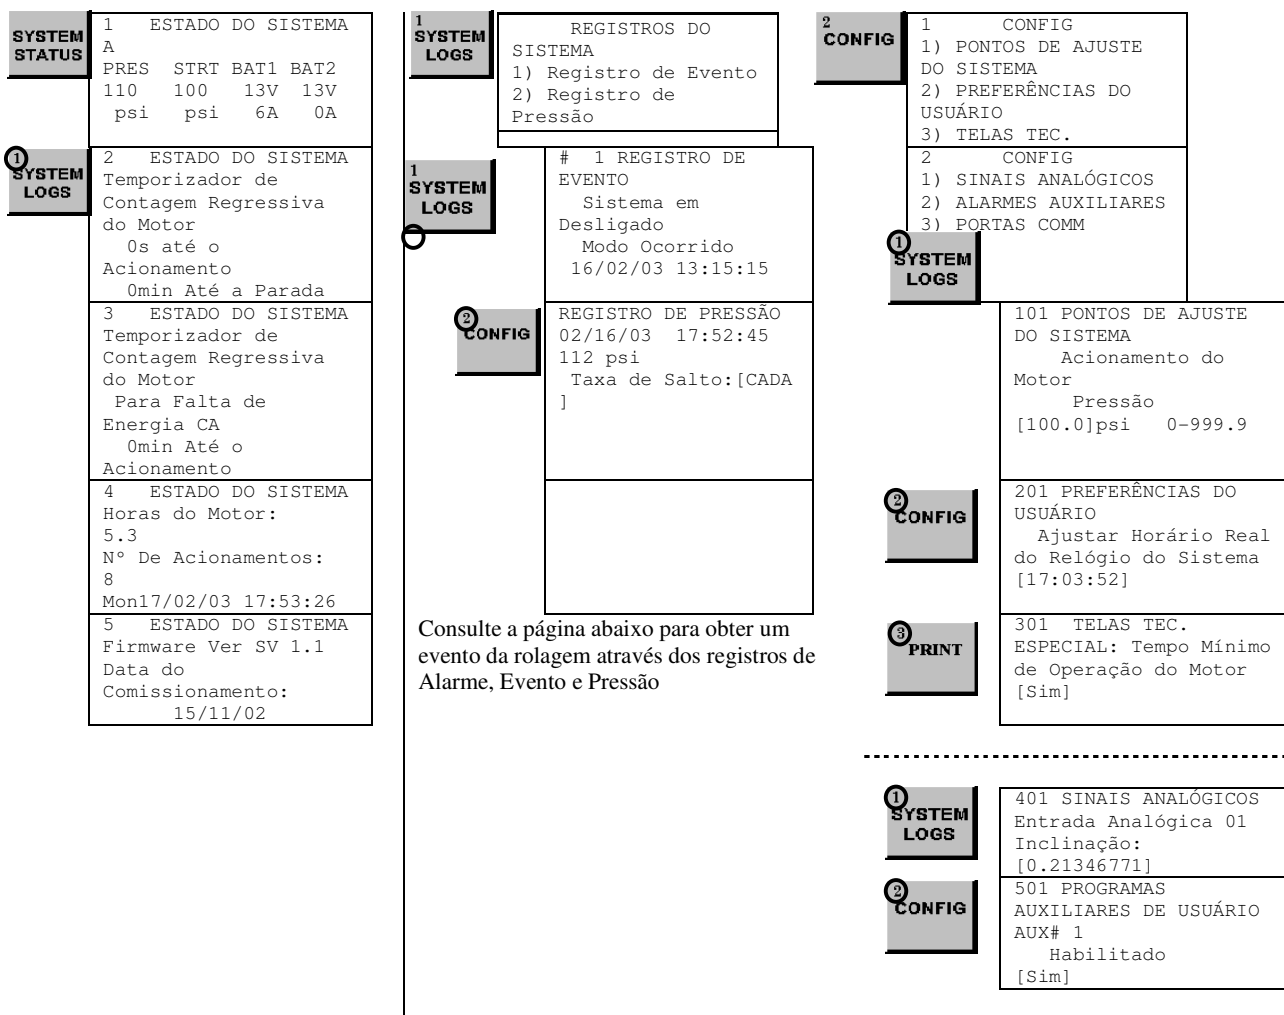 SYSTEM
STATUS
1   ESTADO DO SISTEMA
A
PRES  STRT BAT1 BAT2
110   100   13V  13V
psi   psi   6A   0A
1
SYSTEM
LOGS
2   ESTADO DO SISTEMA
Temporizador de
Contagem Regressiva
do Motor
0s até o
Acionamento
0min Até a Parada
3   ESTADO DO SISTEMA
Temporizador de
Contagem Regressiva
do Motor
Para Falta de
Energia CA
0min Até o
Acionamento
4   ESTADO DO SISTEMA
Horas do Motor:
5.3
N° De Acionamentos:
8
Mon17/02/03 17:53:26
5   ESTADO DO SISTEMA
Firmware Ver SV 1.1
Data do
Comissionamento:
15/11/02
1
SYSTEM
LOGS
REGISTROS DO
SISTEMA
1) Registro de Evento
2) Registro de
Pressão
1
SYSTEM
LOGS
#  1 REGISTRO DE
EVENTO
Sistema em
Desligado
Modo Ocorrido
16/02/03 13:15:15
2
CONFIG
REGISTRO DE PRESSÃO
02/16/03  17:52:45
112 psi
Taxa de Salto:[CADA
]
Consulte a página abaixo para obter um
evento da rolagem através dos registros de
Alarme, Evento e Pressão
2
CONFIG
1      CONFIG
1) PONTOS DE AJUSTE
DO SISTEMA
2) PREFERÊNCIAS DO
USUÁRIO
3) TELAS TEC.
2      CONFIG
1) SINAIS ANALÓGICOS
2) ALARMES AUXILIARES
3) PORTAS COMM
1
SYSTEM
LOGS
101 PONTOS DE AJUSTE
DO SISTEMA
Acionamento do
Motor
Pressão
[100.0]psi   0-999.9
2
CONFIG
201 PREFERÊNCIAS DO
USUÁRIO
Ajustar Horário Real
do Relógio do Sistema
[17:03:52]
3
PRINT
301  TELAS TEC.
ESPECIAL: Tempo Mínimo
de Operação do Motor
[Sim]
1
SYSTEM
LOGS
401 SINAIS ANALÓGICOS
Entrada Analógica 01
Inclinação:
[0.21346771]
2
CONFIG
501 PROGRAMAS
AUXILIARES DE USUÁRIO
AUX# 1
Habilitado
[Sim]